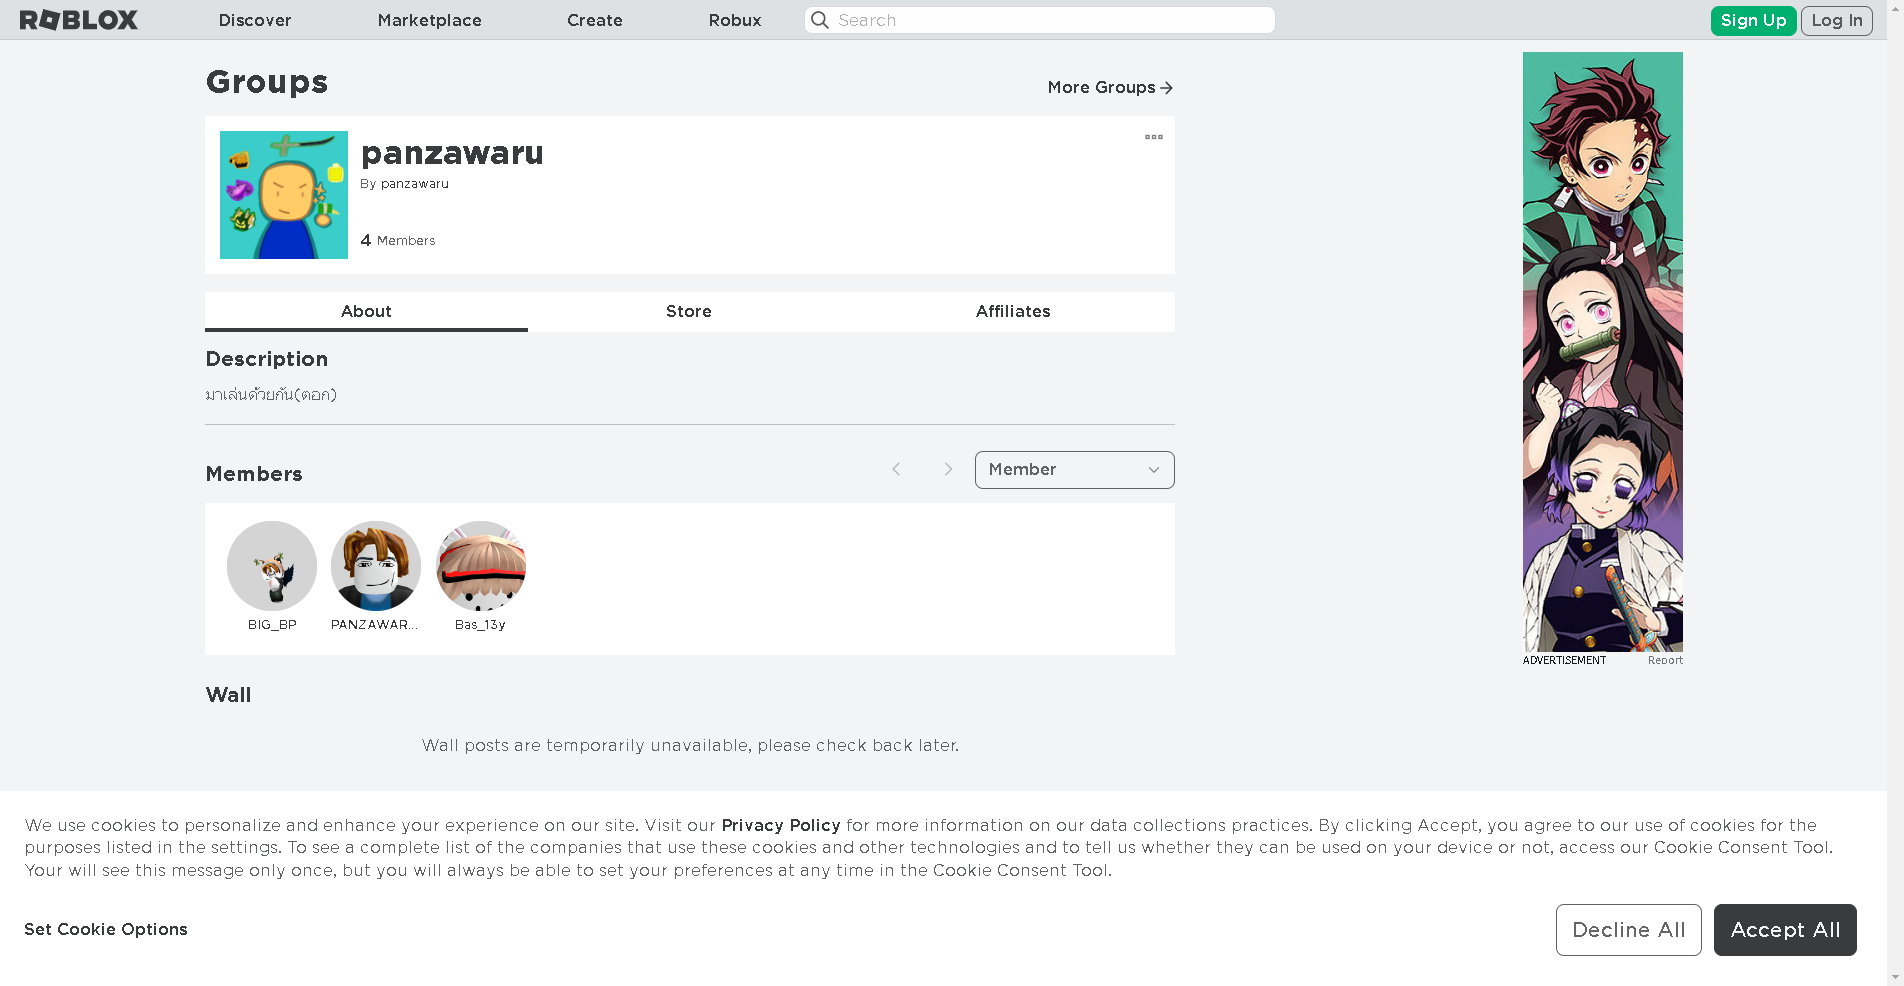 ROBLOX
Discover
Marketplace
Create
Robux
Search
Sign Up
Log In
Groups
More Groups
panzawaru
By panzawaru
4 Members
About
Store
Affiliates
Description
มาเล่นด้วยกัน(ตอก)
Members
Member
BIG_BP
PANZAWAR...
Bas_13y
ADVERTISEMENT
Report
Wall
Wall posts are temporarily unavailable, please check back later.
We use cookies to personalize and enhance your experience on our site. Visit our Privacy Policy for more information on our data collections practices. By clicking Accept, you agree to our use of cookies for the
purposes listed in the settings. To see a complete list of the companies that use these cookies and other technologies and to tell us whether they can be used on your device or not, access our Cookie Consent Tool.
Your will see this message only once, but you will always be able to set your preferences at any time in the Cookie Consent Tool.
Set Cookie Options
Decline All
Accept All